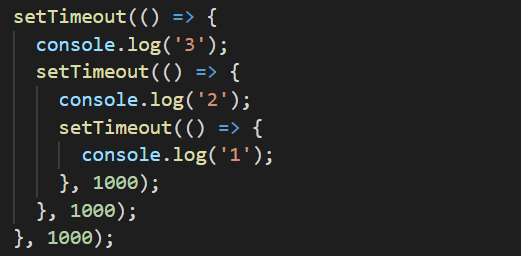 setTimeout(() => {
  console.log('3');
  setTimeout(() => {
    console.log('2');
    setTimeout(() => {
      console.log('1');
    }, 1000);
  }, 1000);
}, 1000);